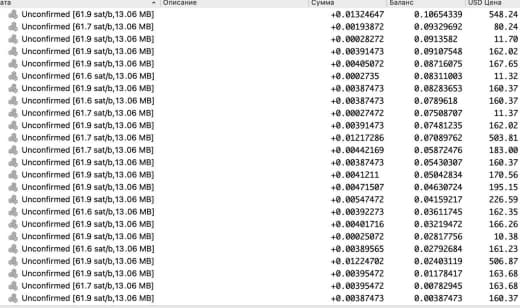 ата Описание Сумма Баланс USD Цена
Unconfirmed [61.9 sat/b,13.06 MB] +0.01324647 0.10654339 548.24
Unconfirmed [61.7 sat/b,13.06 MB] +0.00193872 0.09329692 80.24
Unconfirmed [61.9 sat/b,13.06 MB] +0.00028272 0.0913582 11.70
Unconfirmed [61.9 sat/b,13.06 MB] +0.00391473 0.09107548 162.02
Unconfirmed [61.9 sat/b,13.06 MB] +0.00405072 0.08716075 167.65
Unconfirmed [61.6 sat/b,13.06 MB] +0.0002735 0.08311003 11.32
Unconfirmed [61.9 sat/b,13.06 MB] +0.00387473 0.08283653 160.37
Unconfirmed [61.6 sat/b,13.06 MB] +0.00387473 0.0789618 160.37
Unconfirmed [61.7 sat/b,13.06 MB] +0.00027472 0.07508707 11.37
Unconfirmed [61.9 sat/b,13.06 MB] +0.00391473 0.07481235 162.02
Unconfirmed [61.7 sat/b,13.06 MB] +0.01217286 0.07089762 503.81
Unconfirmed [61.7 sat/b,13.06 MB] +0.00442169 0.05872476 183.00
Unconfirmed [61.9 sat/b,13.06 MB] +0.00387473 0.05430307 160.37
Unconfirmed [61.9 sat/b,13.06 MB] +0.0041211 0.05042834 170.56
Unconfirmed [61.9 sat/b,13.06 MB] +0.00471507 0.04630724 195.15
Unconfirmed [61.9 sat/b,13.06 MB] +0.00547472 0.04159217 226.59
Unconfirmed [61.6 sat/b,13.06 MB] +0.00392273 0.03611745 162.35
Unconfirmed [61.9 sat/b,13.06 MB] +0.00401716 0.03219472 166.26
Unconfirmed [61.9 sat/b,13.06 MB] +0.00025072 0.02817756 10.38
Unconfirmed [61.6 sat/b,13.06 MB] +0.00389565 0.02792684 161.23
Unconfirmed [61.9 sat/b,13.06 MB] +0.01224702 0.02403119 506.87
Unconfirmed [61.9 sat/b,13.06 MB] +0.00395472 0.01178417 163.68
Unconfirmed [61.7 sat/b,13.06 MB] +0.00395472 0.00782945 163.68
Unconfirmed [61.9 sat/b,13.06 MB] +0.00387473 0.00387473 160.37